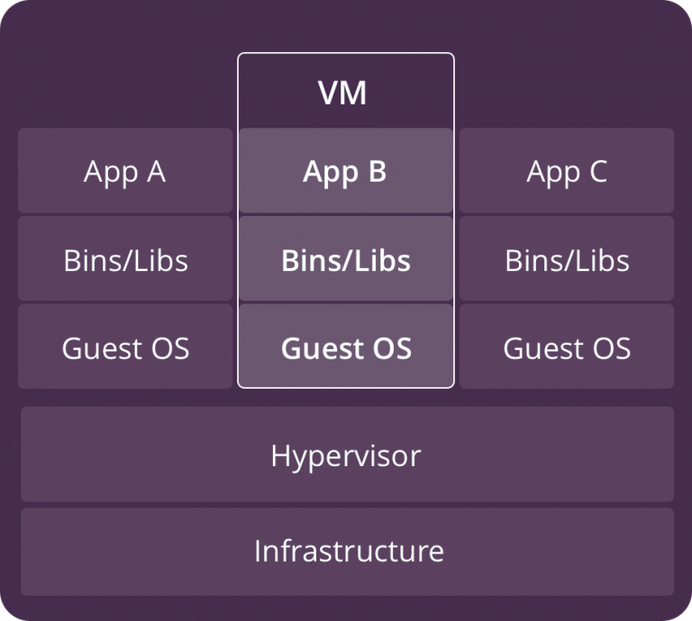 VM
App A
App B
App C
Bins/Libs
Bins/Libs
Bins/Libs
Guest OS
Guest OS
Guest OS
Hypervisor
Infrastructure